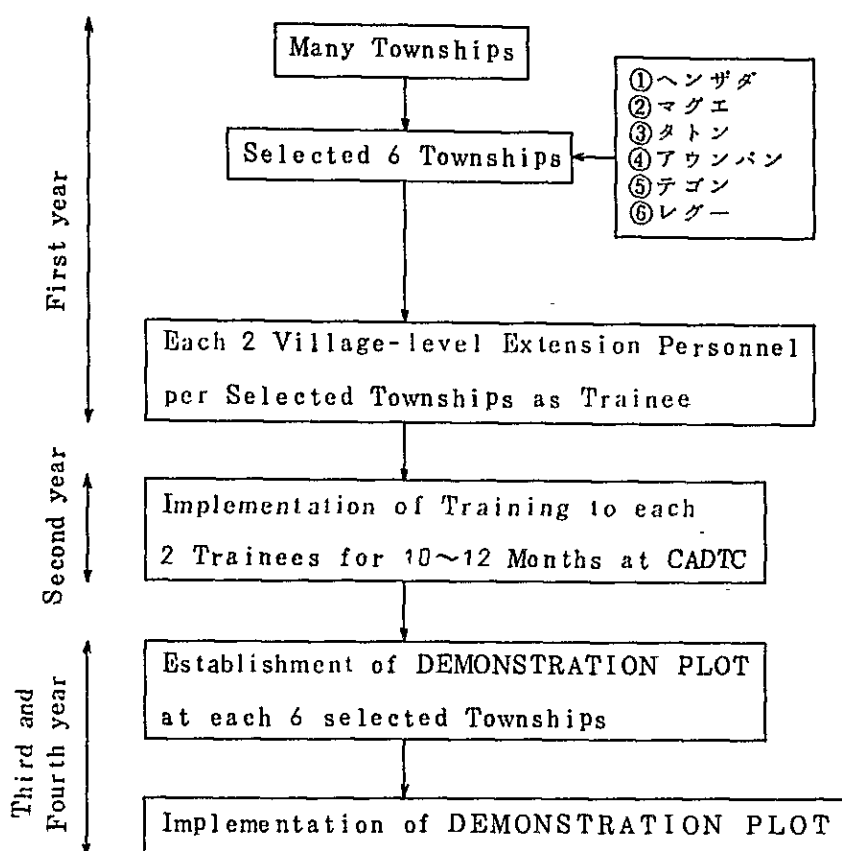 Many Townships
Selected 6 Townships
①ヘンザダ
②マグエ
③タトン
④アウンバン
⑤テゴン
⑥レグー
First year
Each 2 Village-level Extension Personnel
per Selected Townships as Trainee
Second year
Implementation of Training to each
2 Trainees for 10～12 Months at CADTC
Third and
Fourth year
Establishment of DEMONSTRATION PLOT
at each 6 selected Townships
Implementation of DEMONSTRATION PLOT